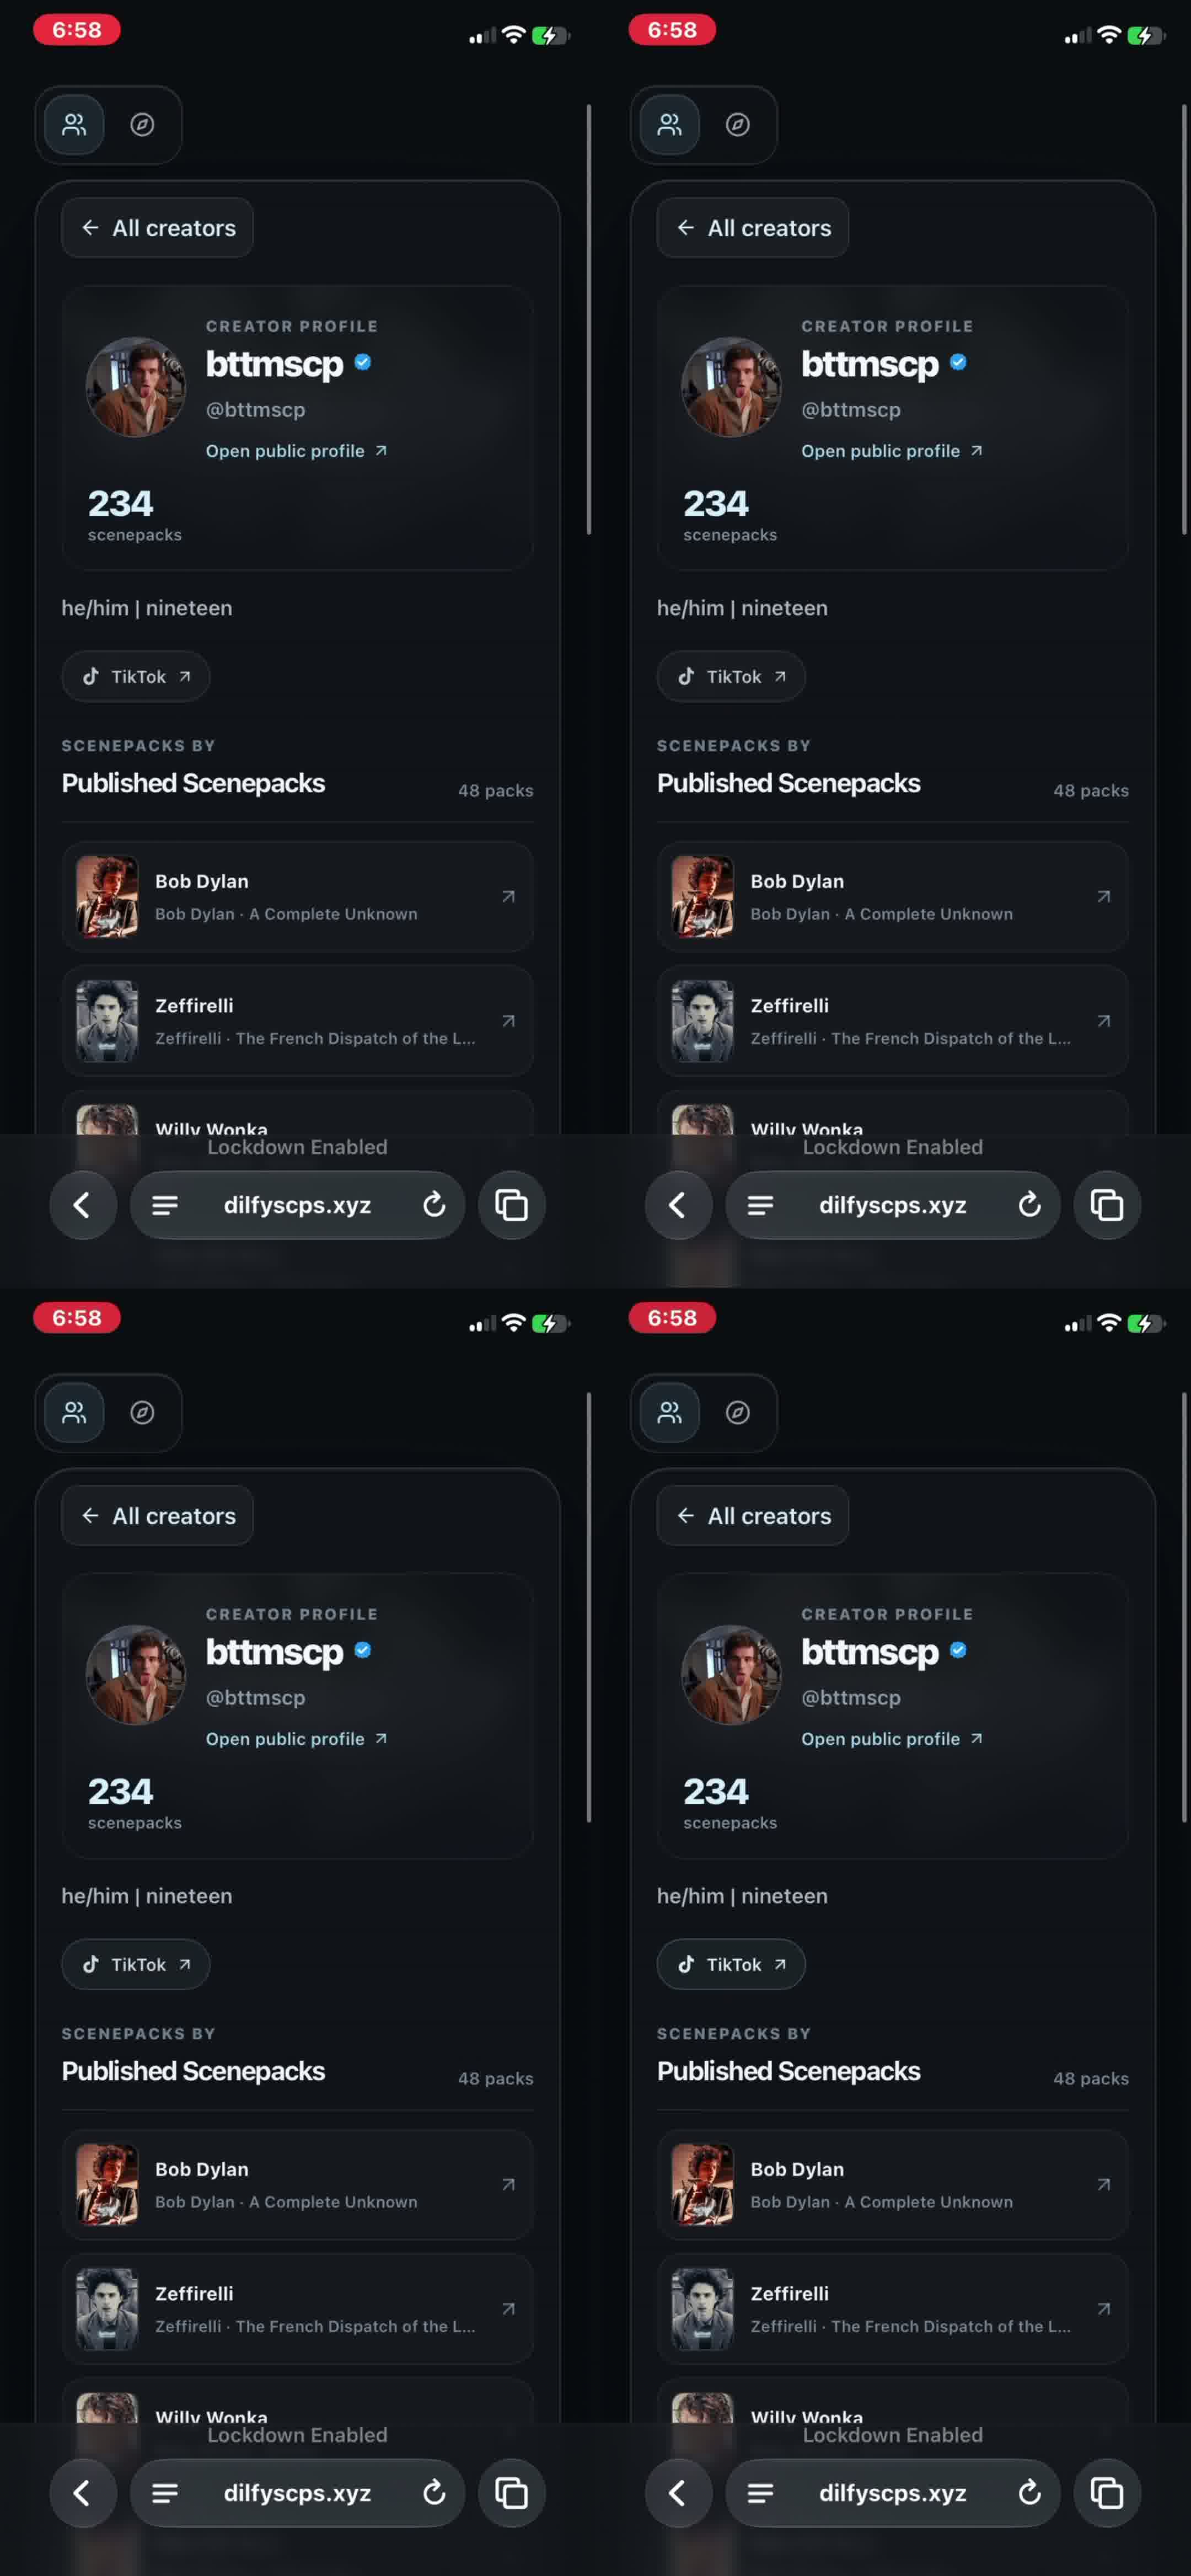 6:58
All creators
CREATOR PROFILE
bttmscp
@bttmscp
Open public profile
234
scenepacks
he/him | nineteen
TikTok
SCENEPACKS BY
Published Scenepacks
48 packs
Bob Dylan
Bob Dylan · A Complete Unknown
Zeffirelli
Zeffirelli · The French Dispatch of the L...
Willy Wonka
Lockdown Enabled
dilfyscps.xyz
6:58
All creators
CREATOR PROFILE
bttmscp
@bttmscp
Open public profile
234
scenepacks
he/him | nineteen
TikTok
SCENEPACKS BY
Published Scenepacks
48 packs
Bob Dylan
Bob Dylan · A Complete Unknown
Zeffirelli
Zeffirelli · The French Dispatch of the L...
Willy Wonka
Lockdown Enabled
dilfyscps.xyz
6:58
All creators
CREATOR PROFILE
bttmscp
@bttmscp
Open public profile
234
scenepacks
he/him | nineteen
TikTok
SCENEPACKS BY
Published Scenepacks
48 packs
Bob Dylan
Bob Dylan · A Complete Unknown
Zeffirelli
Zeffirelli · The French Dispatch of the L...
Willy Wonka
Lockdown Enabled
dilfyscps.xyz
6:58
All creators
CREATOR PROFILE
bttmscp
@bttmscp
Open public profile
234
scenepacks
he/him | nineteen
TikTok
SCENEPACKS BY
Published Scenepacks
48 packs
Bob Dylan
Bob Dylan · A Complete Unknown
Zeffirelli
Zeffirelli · The French Dispatch of the L...
Willy Wonka
Lockdown Enabled
dilfyscps.xyz